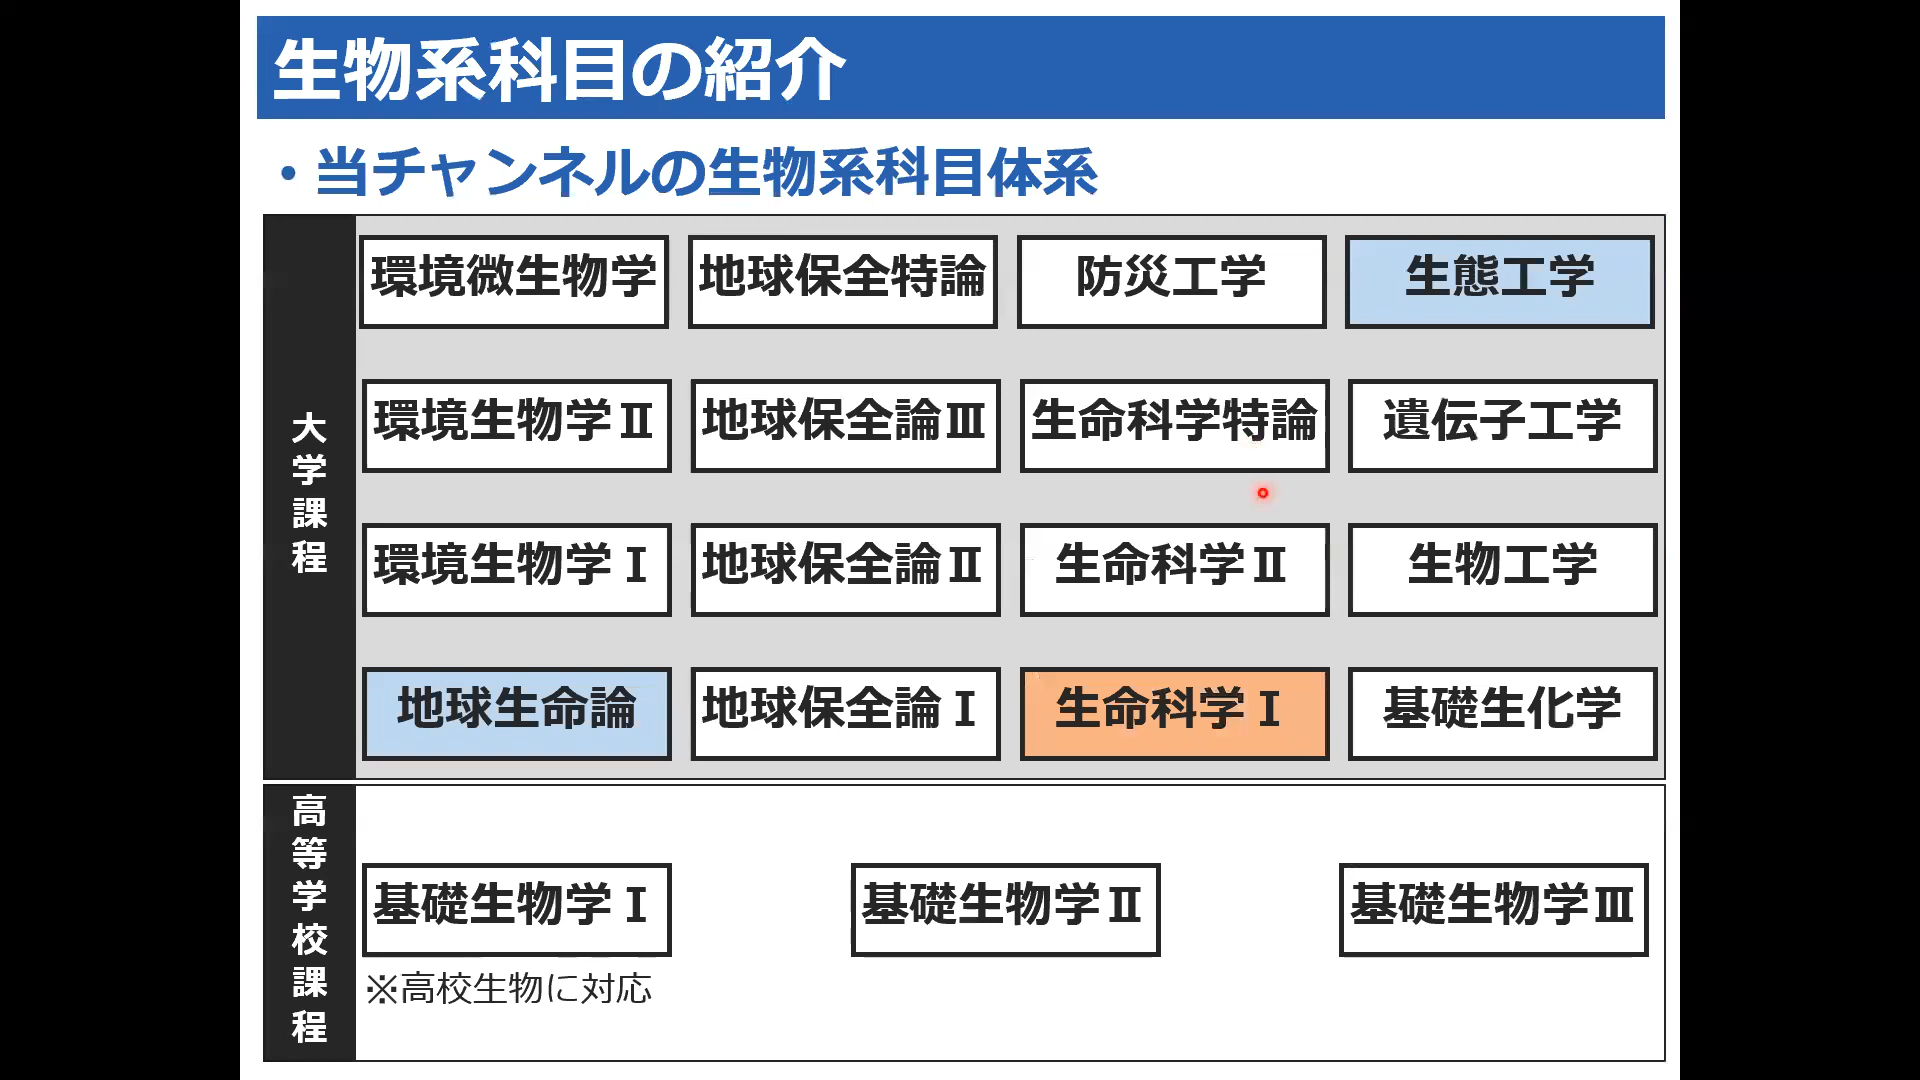 生物系科目の紹介
・当チャンネルの生物系科目体系
大学課程
環境微生物学
地球保全特論
防災工学
生態工学
環境生物学Ⅱ
地球保全論Ⅲ
生命科学特論
遺伝子工学
環境生物学Ⅰ
地球保全論Ⅱ
生命科学Ⅱ
生物工学
地球生命論
地球保全論Ⅰ
生命科学Ⅰ
基礎生化学
高等学校課程
基礎生物学Ⅰ
基礎生物学Ⅱ
基礎生物学Ⅲ
※高校生物に対応